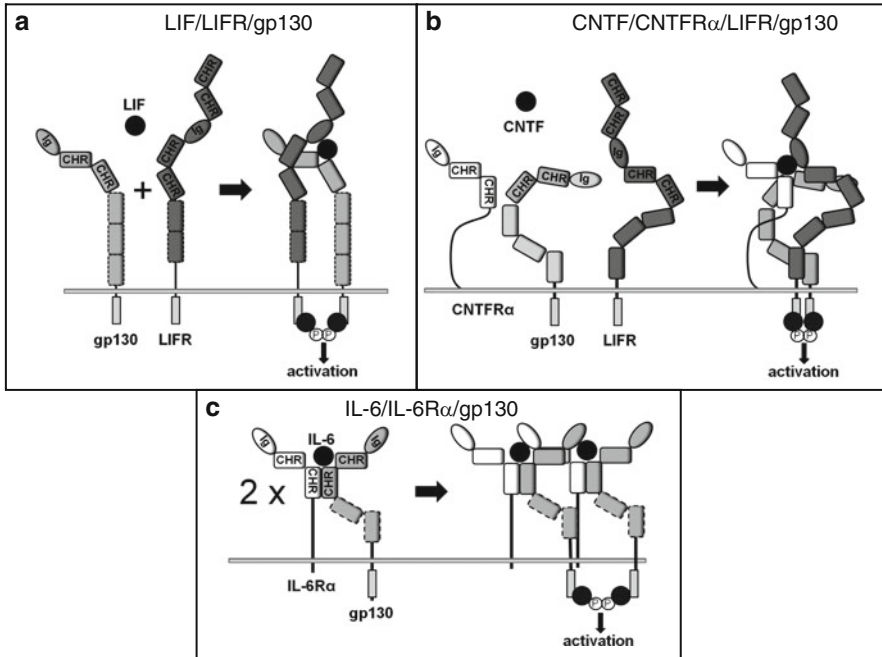 a
LIF/LIFR/gp130
LIF
Ig
CHR
CHR
CHR
CHR
Ig
CHR
CHR
+
gp130
LIFR
P
P
activation
b
CNTF/CNTFRα/LIFR/gp130
CNTF
Ig
CHR
CHR
CHR
CHR
Ig
CHR
CHR
Ig
CHR
CHR
CNTFRα
gp130
LIFR
P
P
activation
c
IL-6/IL-6Rα/gp130
Ig
IL-6
Ig
CHR
CHR
CHR
CHR
2 x
IL-6Rα
gp130
P
P
activation